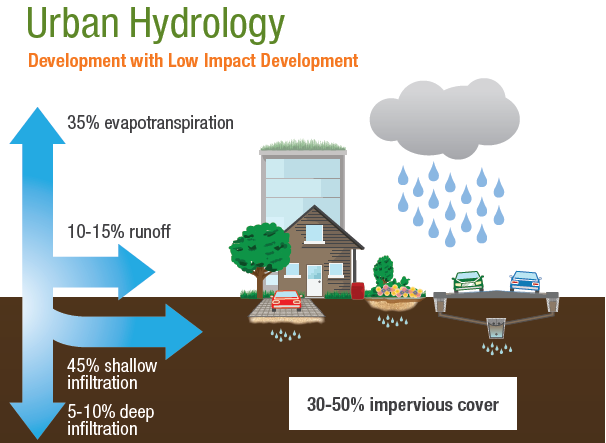 Urban Hydrology
Development with Low Impact Development
35% evapotranspiration
10-15% runoff
45% shallow
infiltration
5-10% deep
infiltration
30-50% impervious cover